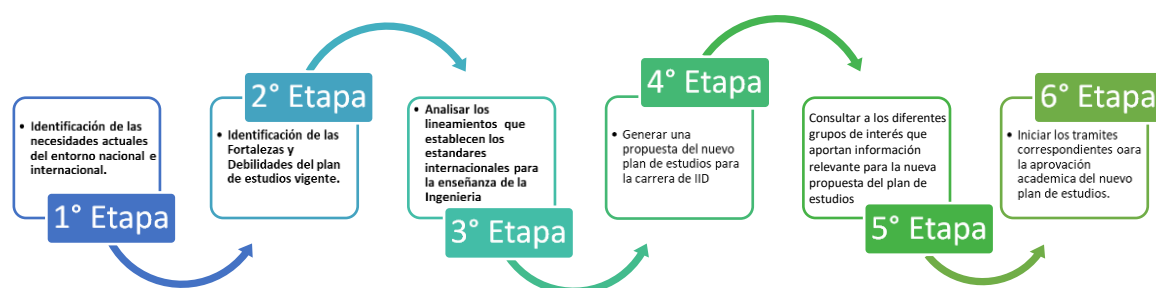 • Identificación de las
necesidades actuales
del entorno nacional e
internacional.
1° Etapa
2° Etapa
• Identificación de las
Fortalezas y
Debilidades del plan
de estudios vigente.
• Analisar los
lineamientos que
establecen los
estandares
internacionales para
la enseñanza de la
Ingenieria
3° Etapa
4° Etapa
• Generar una
propuesta del nuevo
plan de estudios para
la carrera de IID
Consultar a los diferentes
grupos de interés que
aportan información
relevante para la nueva
propuesta del plan de
estudios
5° Etapa
6° Etapa
• Iniciar los tramites
correspondientes oara
la aprovación
academica del nuevo
plan de estudios.